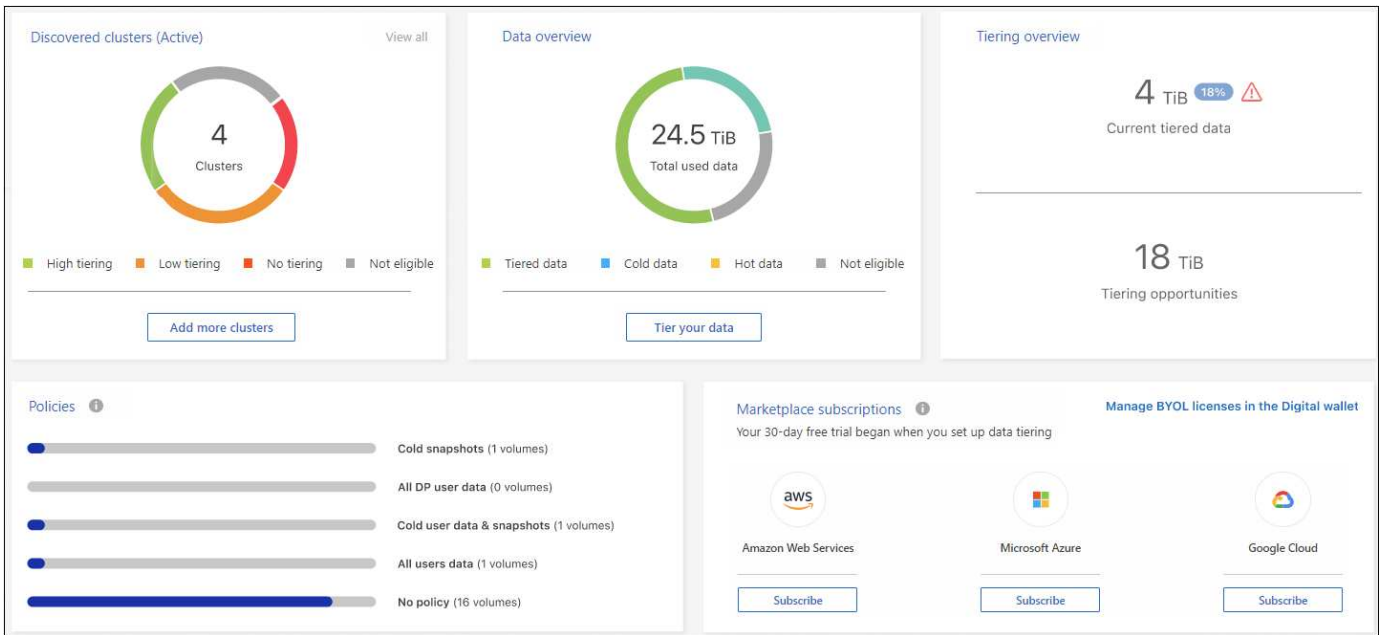 Discovered clusters (Active)
View all
4
Clusters
High tiering
Low tiering
No tiering
Not eligible
Add more clusters
Data overview
24.5 TiB
Total used data
Tiered data
Cold data
Hot data
Not eligible
Tier your data
Tiering overview
4 TiB 18%
Current tiered data
18 TiB
Tiering opportunities
Policies
Cold snapshots (1 volumes)
All DP user data (0 volumes)
Cold user data & snapshots (1 volumes)
All users data (1 volumes)
No policy (16 volumes)
Marketplace subscriptions
Manage BYOL licenses in the Digital wallet
Your 30-day free trial began when you set up data tiering
aws
Amazon Web Services
Subscribe
Microsoft Azure
Subscribe
Google Cloud
Subscribe